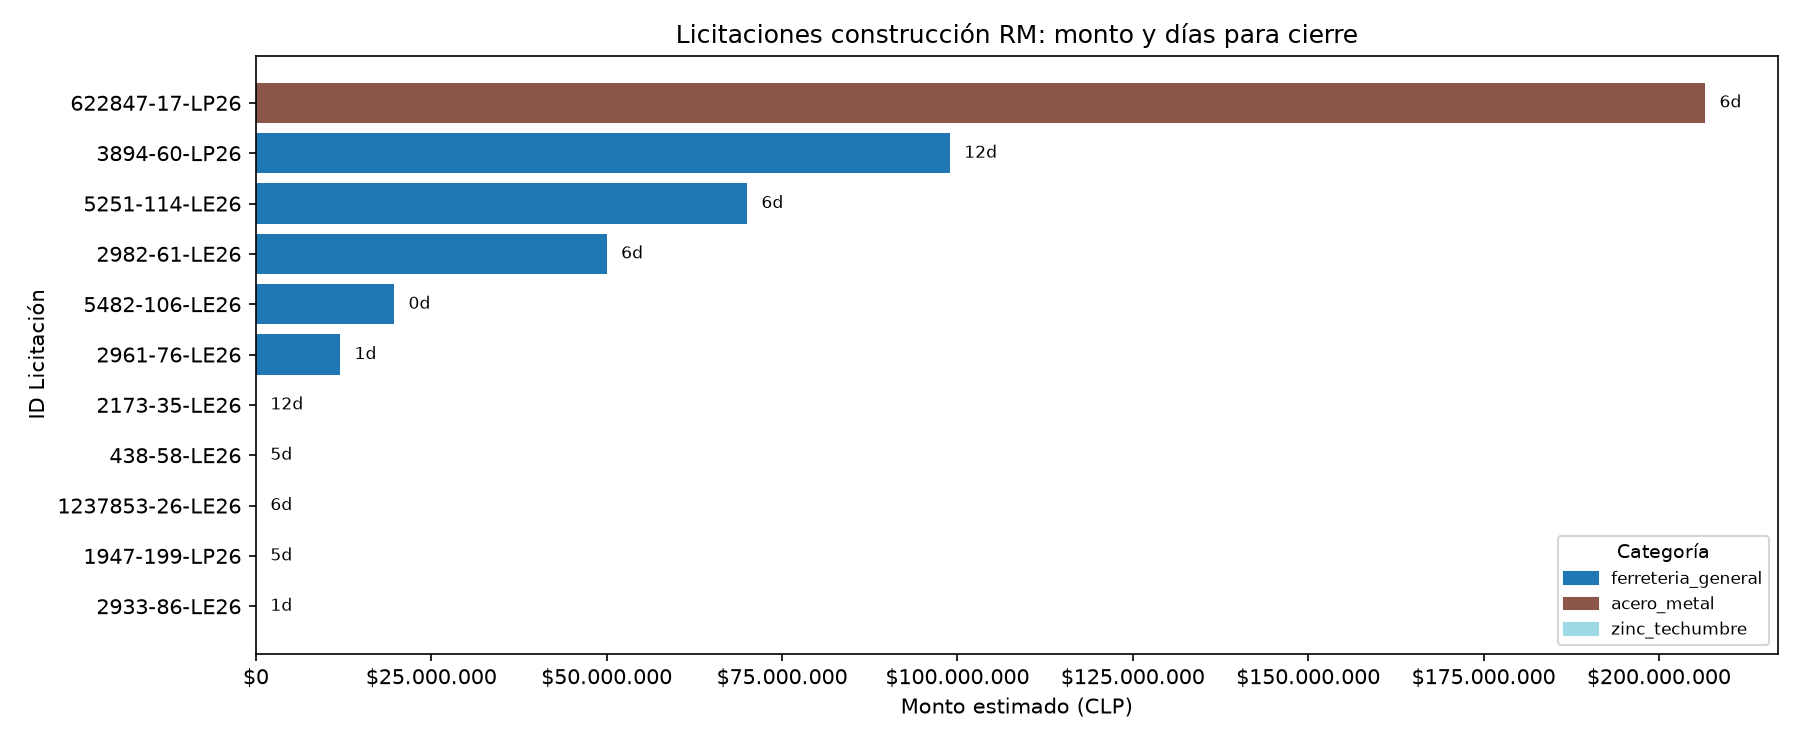 Licitaciones construcción RM: monto y días para cierre
ID Licitación
622847-17-LP26 6d
3894-60-LP26 12d
5251-114-LE26 6d
2982-61-LE26 6d
5482-106-LE26 0d
2961-76-LE26 1d
2173-35-LE26 12d
438-58-LE26 5d
1237853-26-LE26 6d
1947-199-LP26 5d
2933-86-LE26 1d
Categoría
ferreteria_general
acero_metal
zinc_techumbre
$0 $25.000.000 $50.000.000 $75.000.000 $100.000.000 $125.000.000 $150.000.000 $175.000.000 $200.000.000
Monto estimado (CLP)